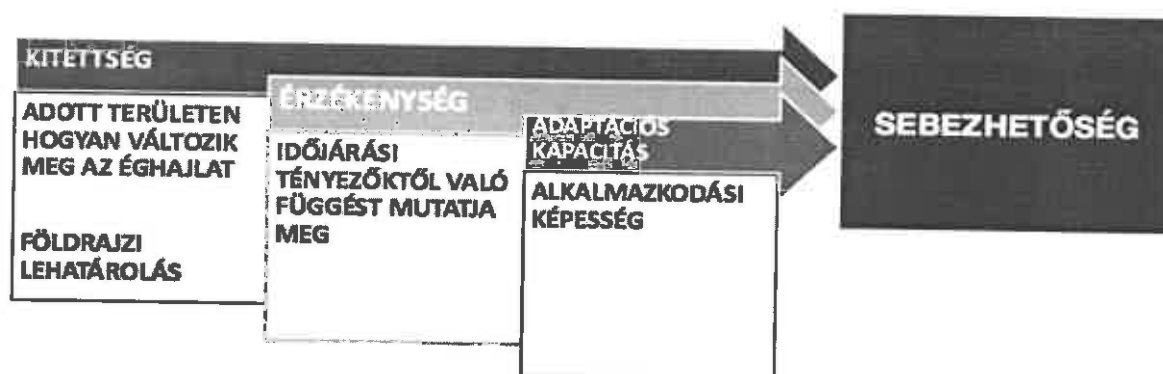 KITETTSÉG
ADOTT TERÜLETEN
HOGYAN VÁLTOZIK
MEG AZ ÉGHAJLAT
FÖLDRAJZI
LEHATÁROLÁS
ÉRZÉKENYSÉG
IDŐJÁRÁSI
TÉNYEZŐKTŐL VALÓ
FÜGGÉST MUTATJA
MEG
ADAPTÁCIÓS
KAPACITÁS
ALKALMAZKODÁSI
KÉPESSÉG
SEBEZHETŐSÉG